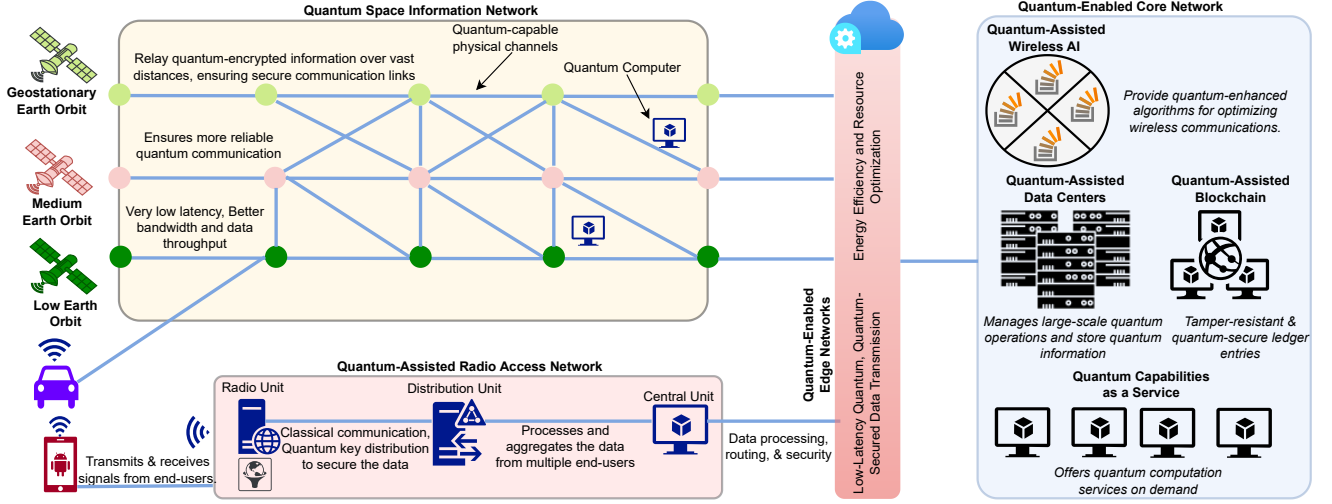 Quantum Space Information Network
Geostationary
Earth Orbit
Medium
Earth Orbit
Low Earth
Orbit
Relay quantum-encrypted information over vast
distances, ensuring secure communication links
Quantum-capable
physical channels
Quantum Computer
Ensures more reliable
quantum communication
Very low latency, Better
bandwidth and data
throughput
Quantum-Assisted Radio Access Network
Radio Unit
Distribution Unit
Central Unit
Transmits & receives
signals from end-users.
Classical communication,
Quantum key distribution
to secure the data
Processes and
aggregates the data
from multiple end-users
Data processing,
routing, & security
Quantum-Enabled
Edge Networks
Energy Efficiency and Resource
Optimization
Low-Latency Quantum, Quantum-
Secured Data Transmission
Quantum-Enabled Core Network
Quantum-Assisted
Wireless AI
Provide quantum-enhanced
algorithms for optimizing
wireless communications.
Quantum-Assisted
Data Centers
Manages large-scale quantum
operations and store quantum
information
Quantum-Assisted
Blockchain
Tamper-resistant &
quantum-secure ledger
entries
Quantum Capabilities
as a Service
Offers quantum computation
services on demand